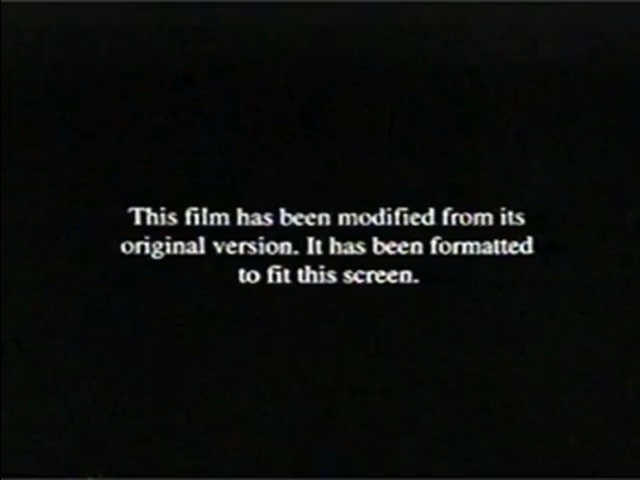 This film has been modified from its
original version. It has been formatted
to fit this screen.